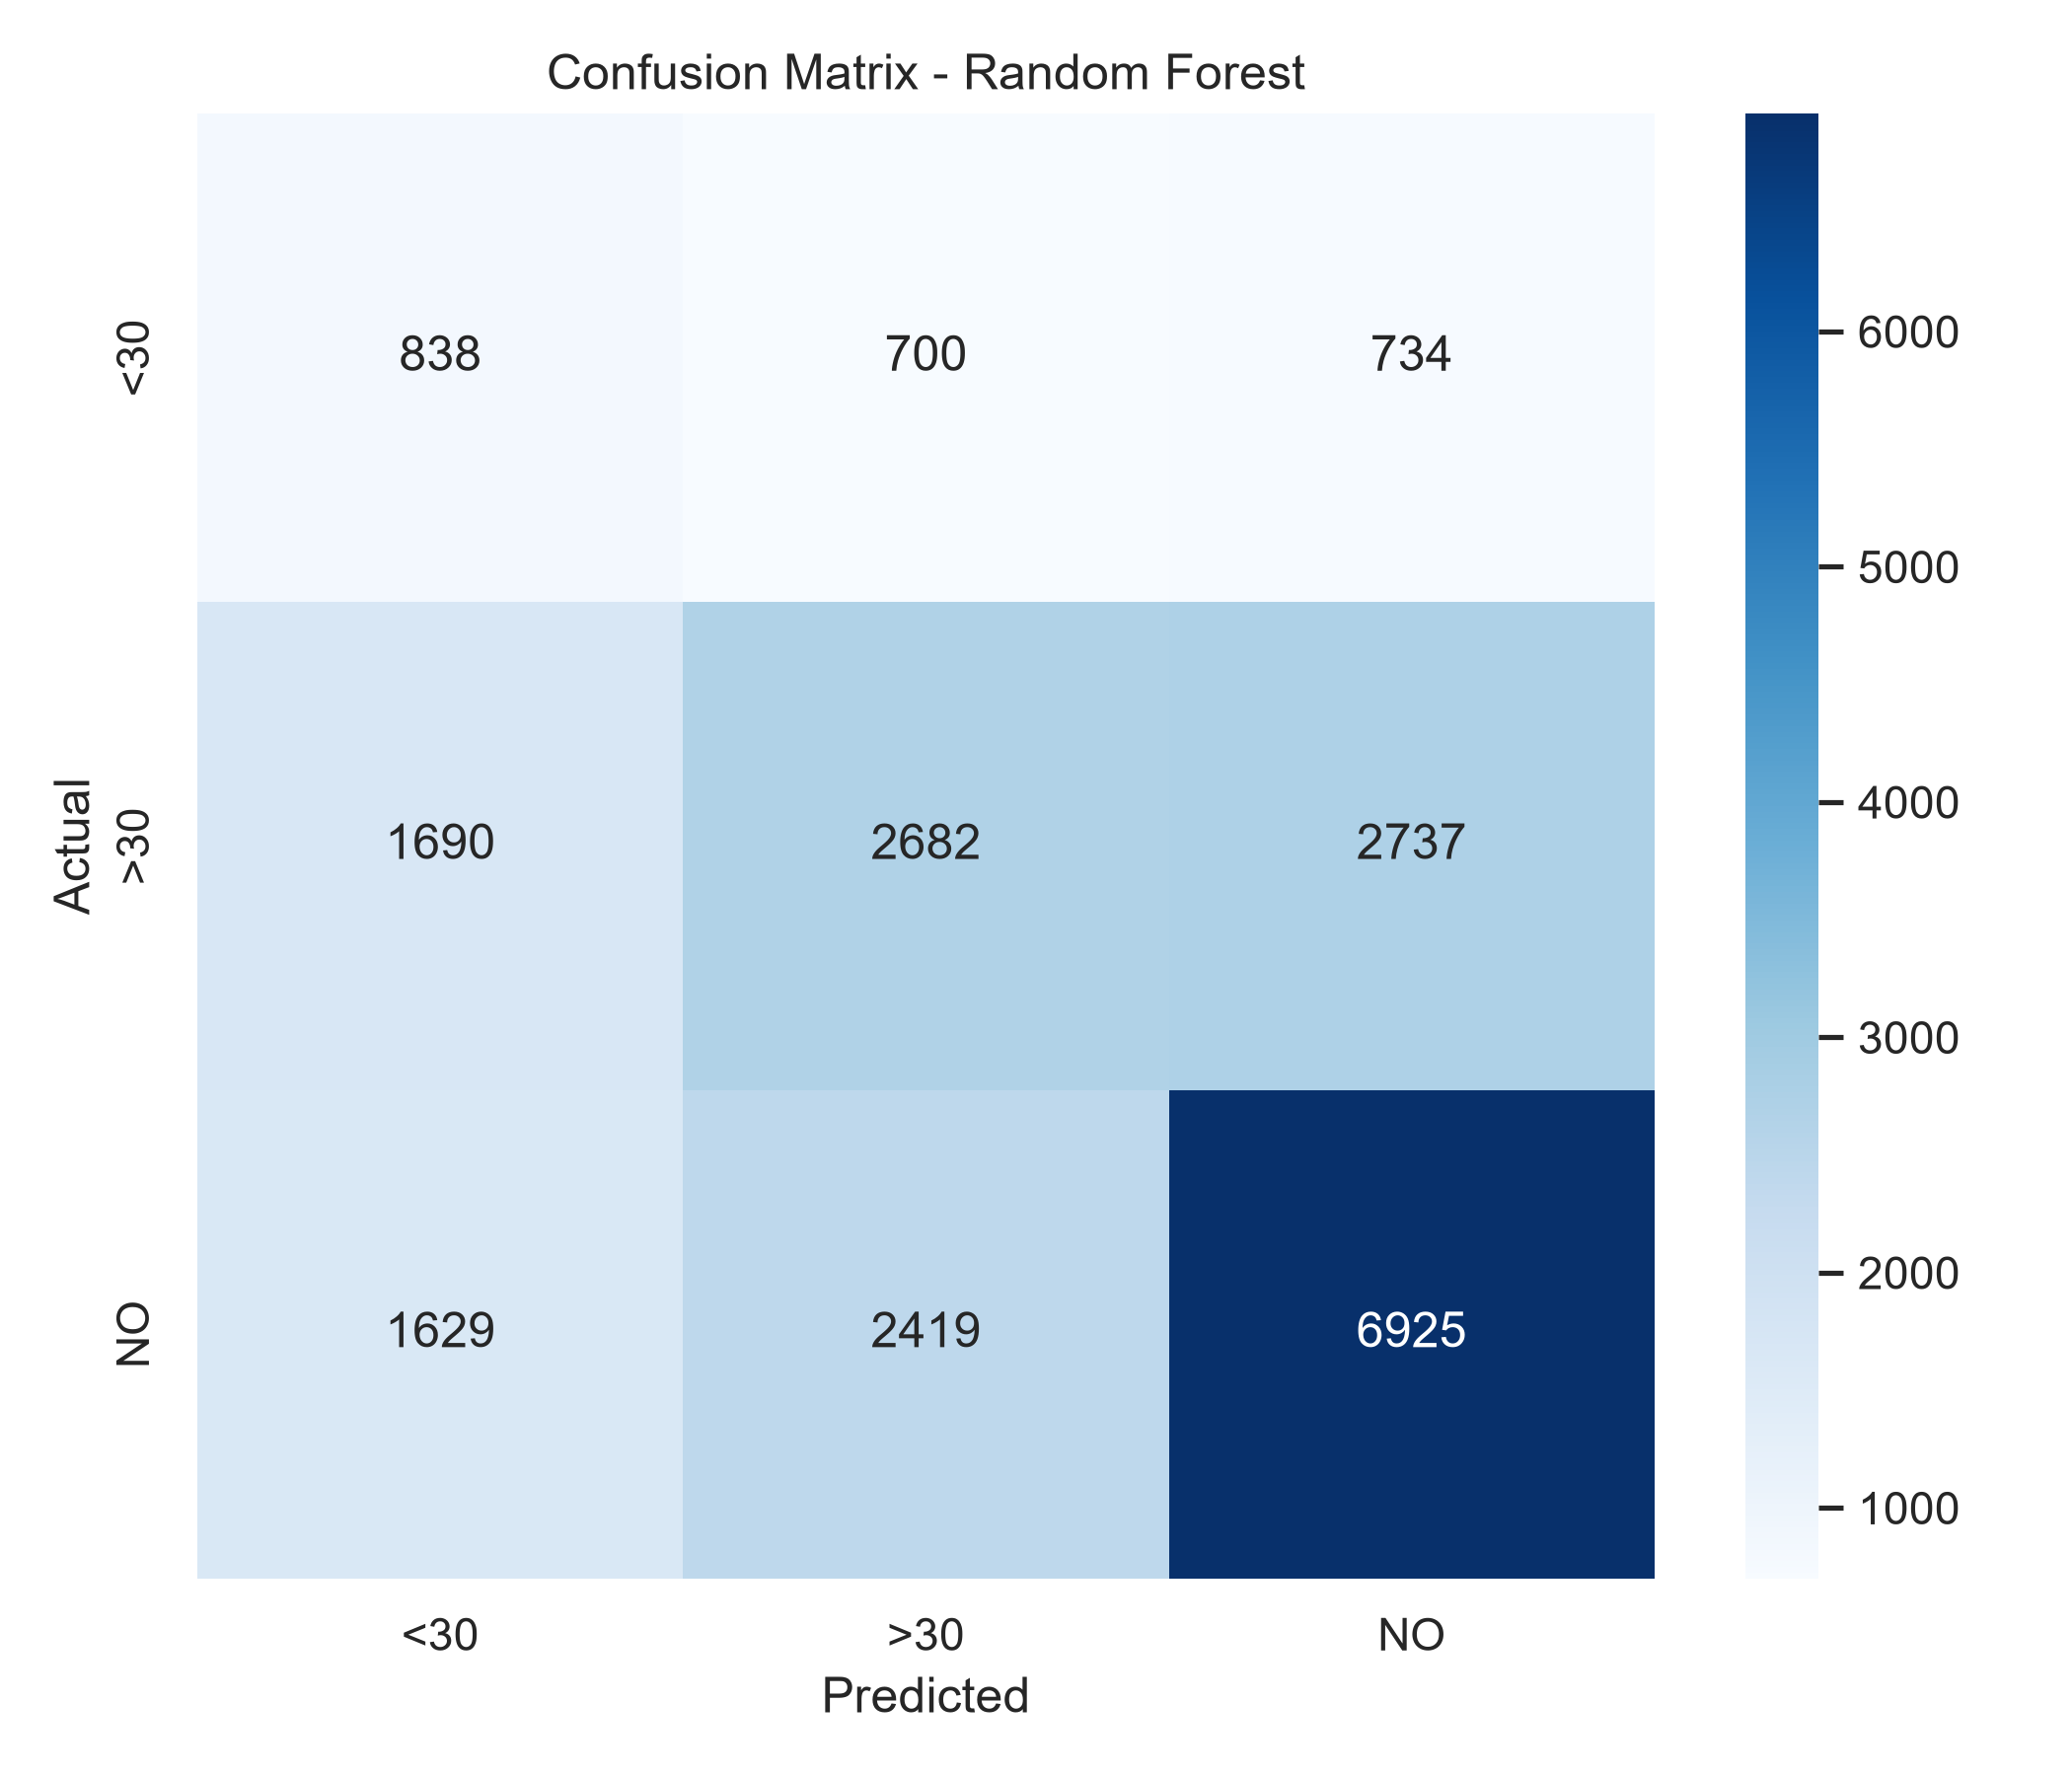 Confusion Matrix - Random Forest
<30
838 700 734
>30
1690 2682 2737
NO
1629 2419 6925
Actual
<30 >30 NO
Predicted
6000
5000
4000
3000
2000
1000